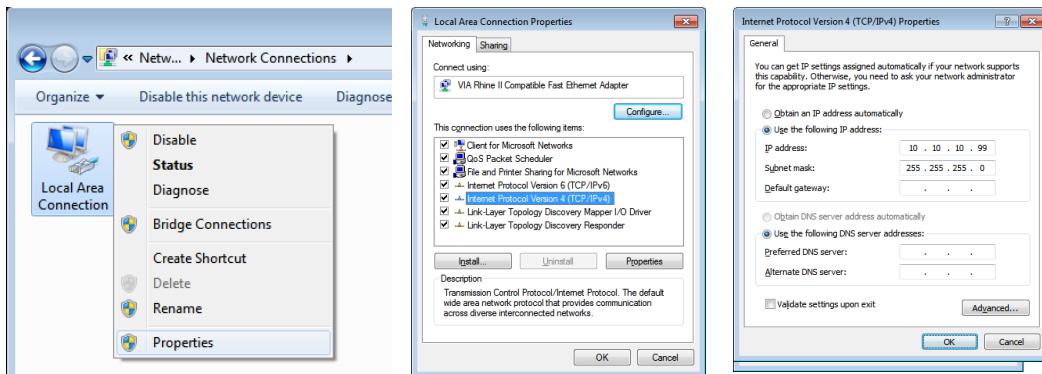 « Netw... ▸ Network Connections ▸
Organize ▾ Disable this network device Diagnose
Local Area
Connection
Disable
Status
Diagnose
Bridge Connections
Create Shortcut
Delete
Rename
Properties
Local Area Connection Properties
Networking Sharing
Connect using:
VIA Rhine II Compatible Fast Ethernet Adapter
Configure...
This connection uses the following items:
Client for Microsoft Networks
QoS Packet Scheduler
File and Printer Sharing for Microsoft Networks
Internet Protocol Version 6 (TCP/IPv6)
Internet Protocol Version 4 (TCP/IPv4)
Link-Layer Topology Discovery Mapper I/O Driver
Link-Layer Topology Discovery Responder
Install... Uninstall Properties
Description
Transmission Control Protocol/Internet Protocol. The default
wide area network protocol that provides communication
across diverse interconnected networks.
OK Cancel
Internet Protocol Version 4 (TCP/IPv4) Properties
General
You can get IP settings assigned automatically if your network supports
this capability. Otherwise, you need to ask your network administrator
for the appropriate IP settings.
Obtain an IP address automatically
Use the following IP address:
IP address: 10 . 10 . 10 . 99
Subnet mask: 255 . 255 . 255 . 0
Default gateway: . . .
Obtain DNS server address automatically
Use the following DNS server addresses:
Preferred DNS server: . . .
Alternate DNS server: . . .
Validate settings upon exit Advanced...
OK Cancel